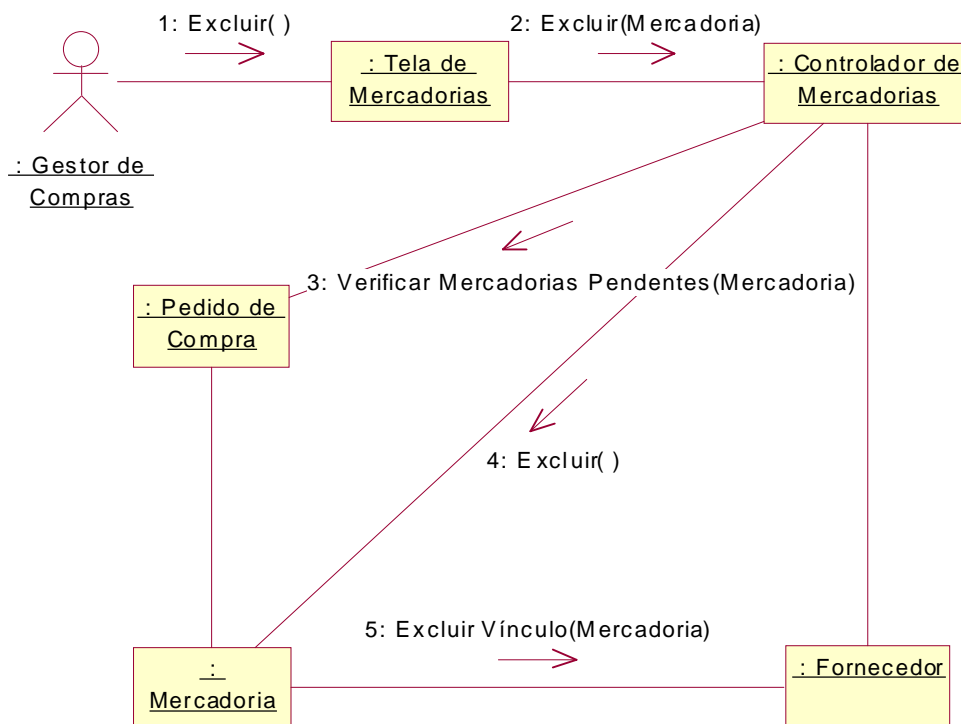 1: Excluir( )
2: Excluir(Mercadoria)
: Tela de
Mercadorias
: Controlador de
Mercadorias
: Gestor de
Compras
3: Verificar Mercadorias Pendentes(Mercadoria)
: Pedido de
Compra
4: Excluir( )
5: Excluir Vínculo(Mercadoria)
:
Mercadoria
: Fornecedor